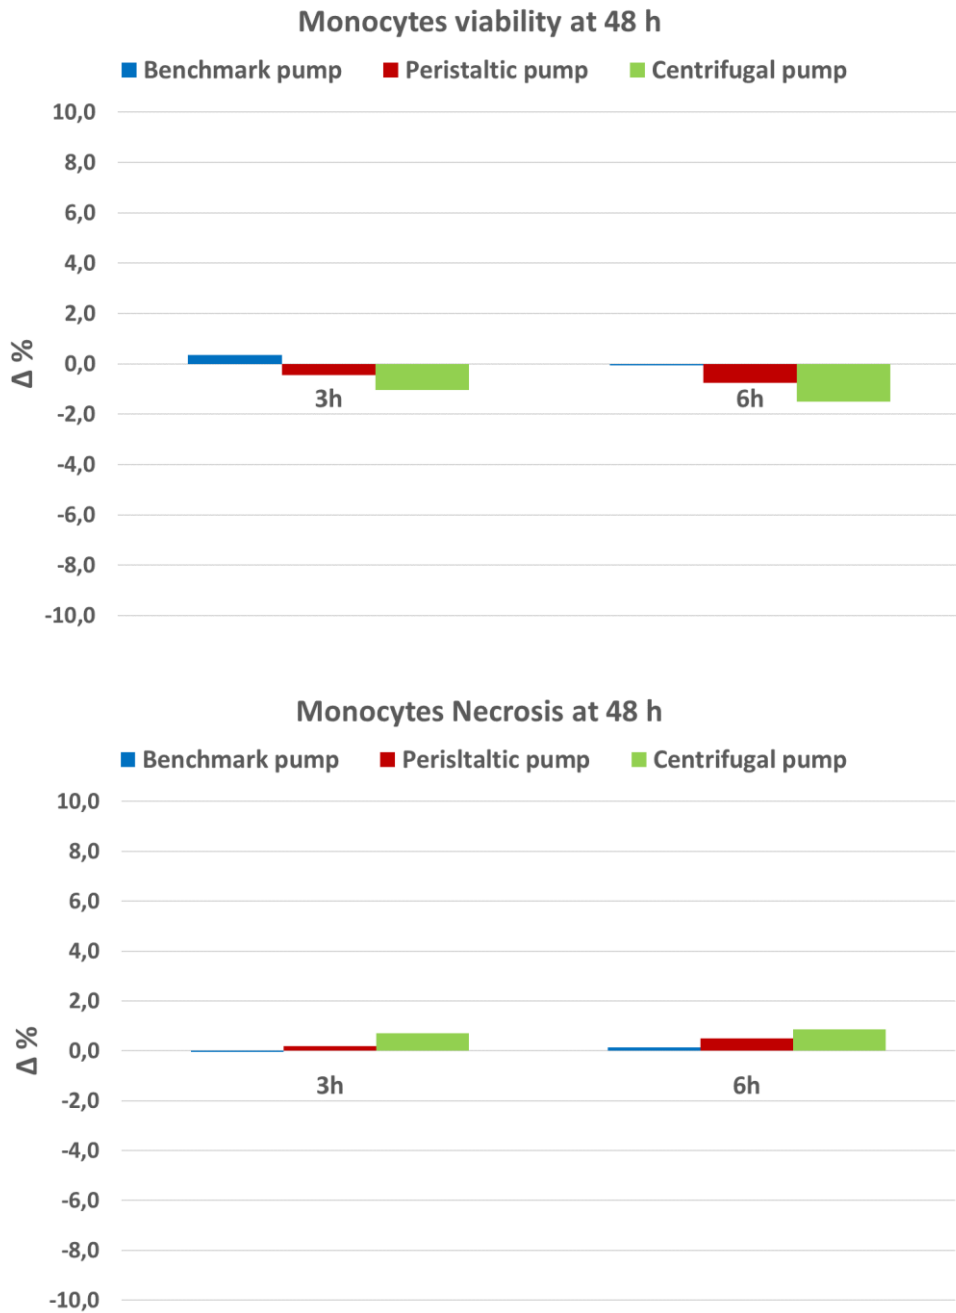 Monocytes viability at 48 h
Benchmark pump Peristaltic pump Centrifugal pump
10,0
8,0
6,0
4,0
2,0
0,0
-2,0
-4,0
-6,0
-8,0
-10,0
Δ %
3h 6h
Monocytes Necrosis at 48 h
Benchmark pump Perisltaltic pump Centrifugal pump
10,0
8,0
6,0
4,0
2,0
0,0
-2,0
-4,0
-6,0
-8,0
-10,0
Δ %
3h 6h